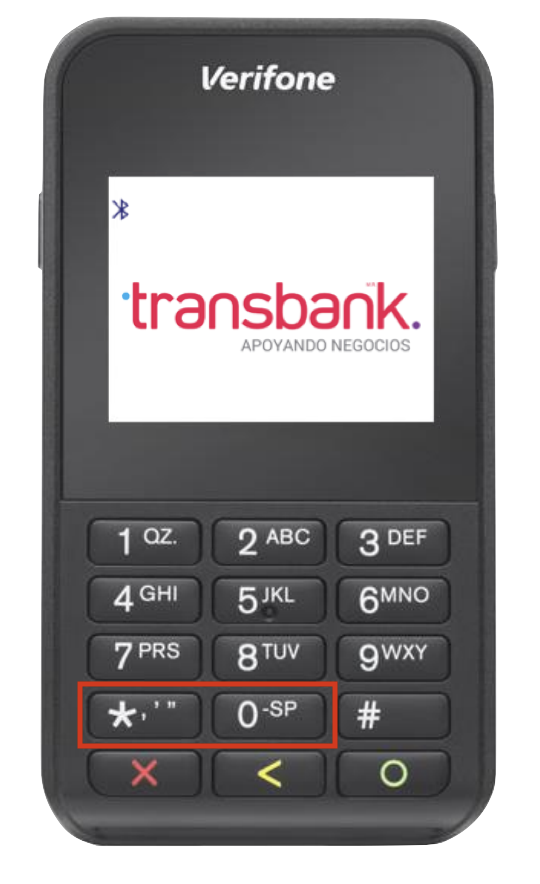 Verifone
transbank.
APOYANDO NEGOCIOS
1 QZ. 2 ABC 3 DEF
4 GHI 5 JKL 6 MNO
7 PRS 8 TUV 9 WXY
*,'" 0-SP #
X < O